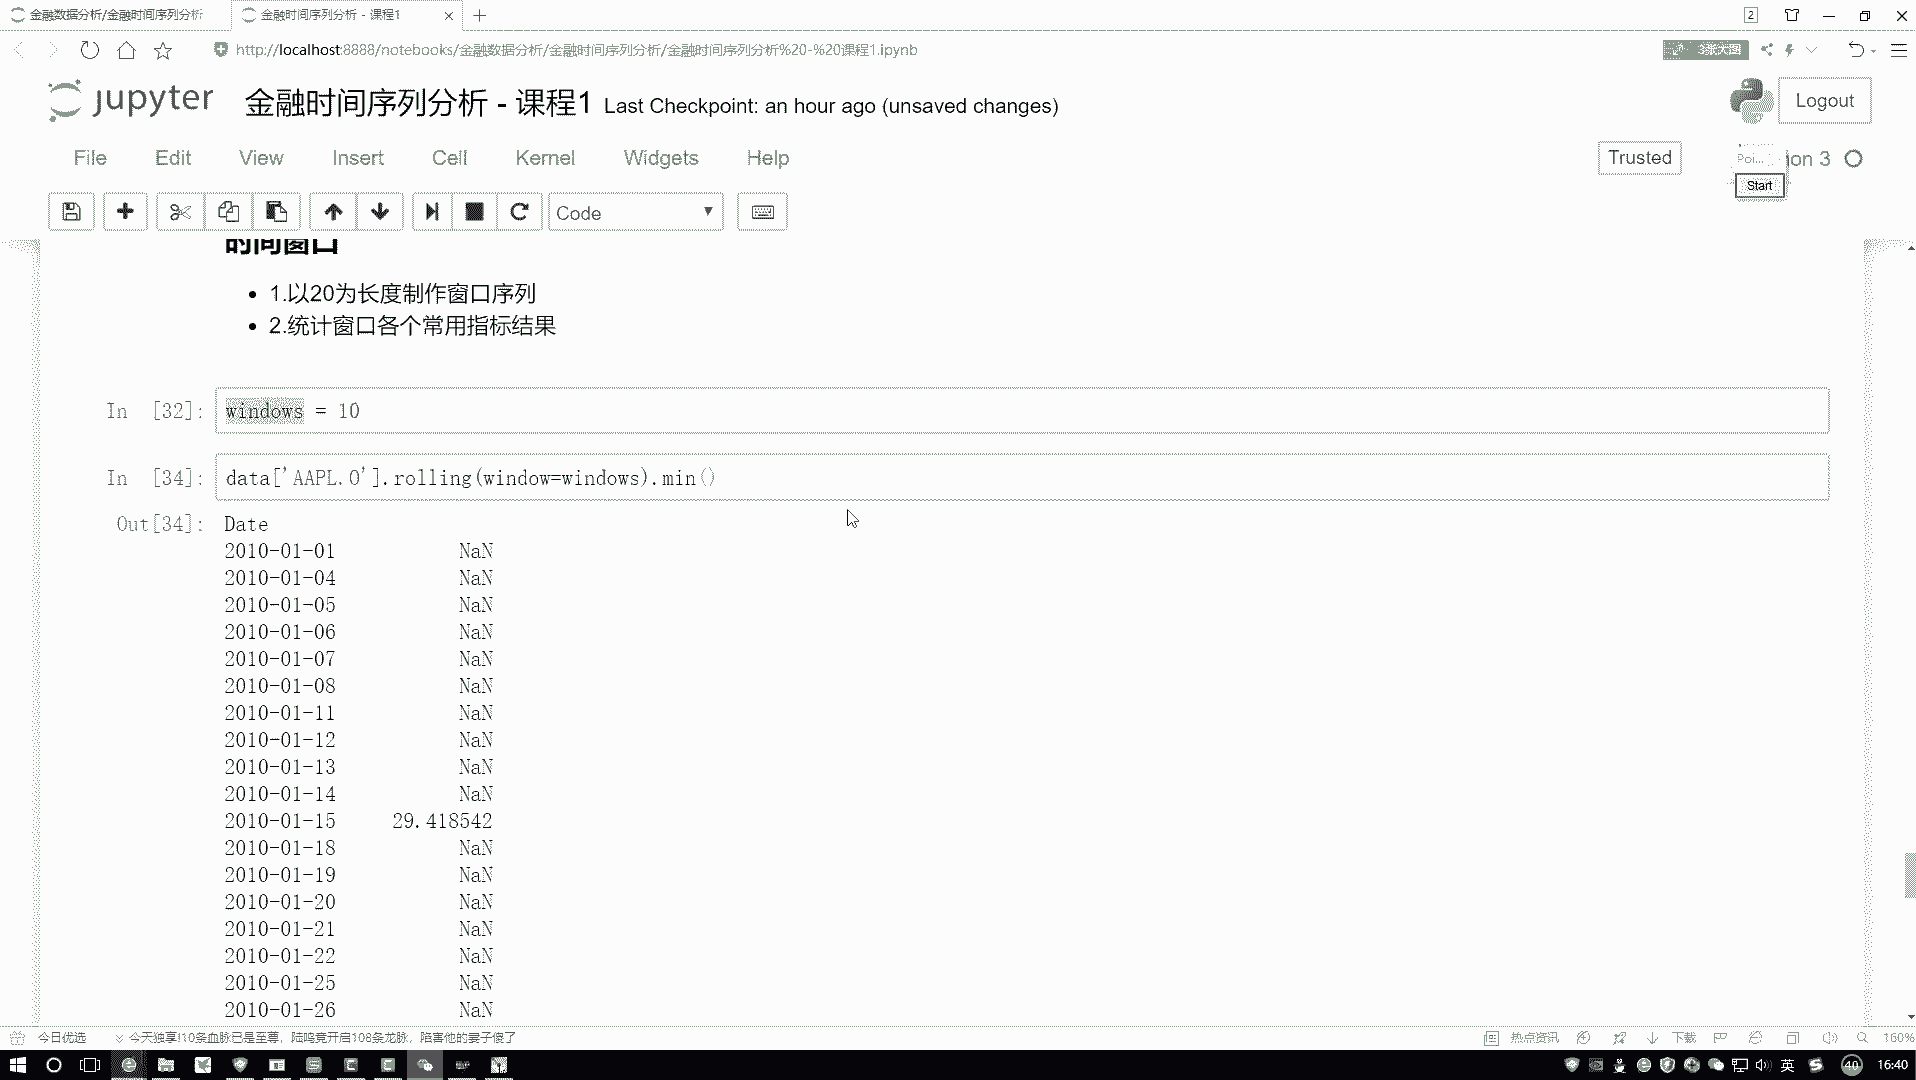 金融数据分析/金融时间序列分析
金融时间序列分析 - 课程1
2
http://localhost:8888/notebooks/金融数据分析/金融时间序列分析/金融时间序列分析%20-%20课程1.ipynb
3张大图
jupyter 金融时间序列分析 - 课程1 Last Checkpoint: an hour ago (unsaved changes)
Logout
File Edit View Insert Cell Kernel Widgets Help
Trusted
Poi... on 3
Start
Code
时间窗口
• 1.以20为长度制作窗口序列
• 2.统计窗口各个常用指标结果
In [32]: windows = 10
In [34]: data['AAPL.O'].rolling(window=windows).min()
Out[34]: Date
2010-01-01 NaN
2010-01-04 NaN
2010-01-05 NaN
2010-01-06 NaN
2010-01-07 NaN
2010-01-08 NaN
2010-01-11 NaN
2010-01-12 NaN
2010-01-13 NaN
2010-01-14 NaN
2010-01-15 29.418542
2010-01-18 NaN
2010-01-19 NaN
2010-01-20 NaN
2010-01-21 NaN
2010-01-22 NaN
2010-01-25 NaN
2010-01-26 NaN
今日优选 今天独享!10条血脉已是至尊，陆鸣竟开启108条龙脉，陷害他的妻子傻了
热点资讯 下载 160%
英 40 16:40